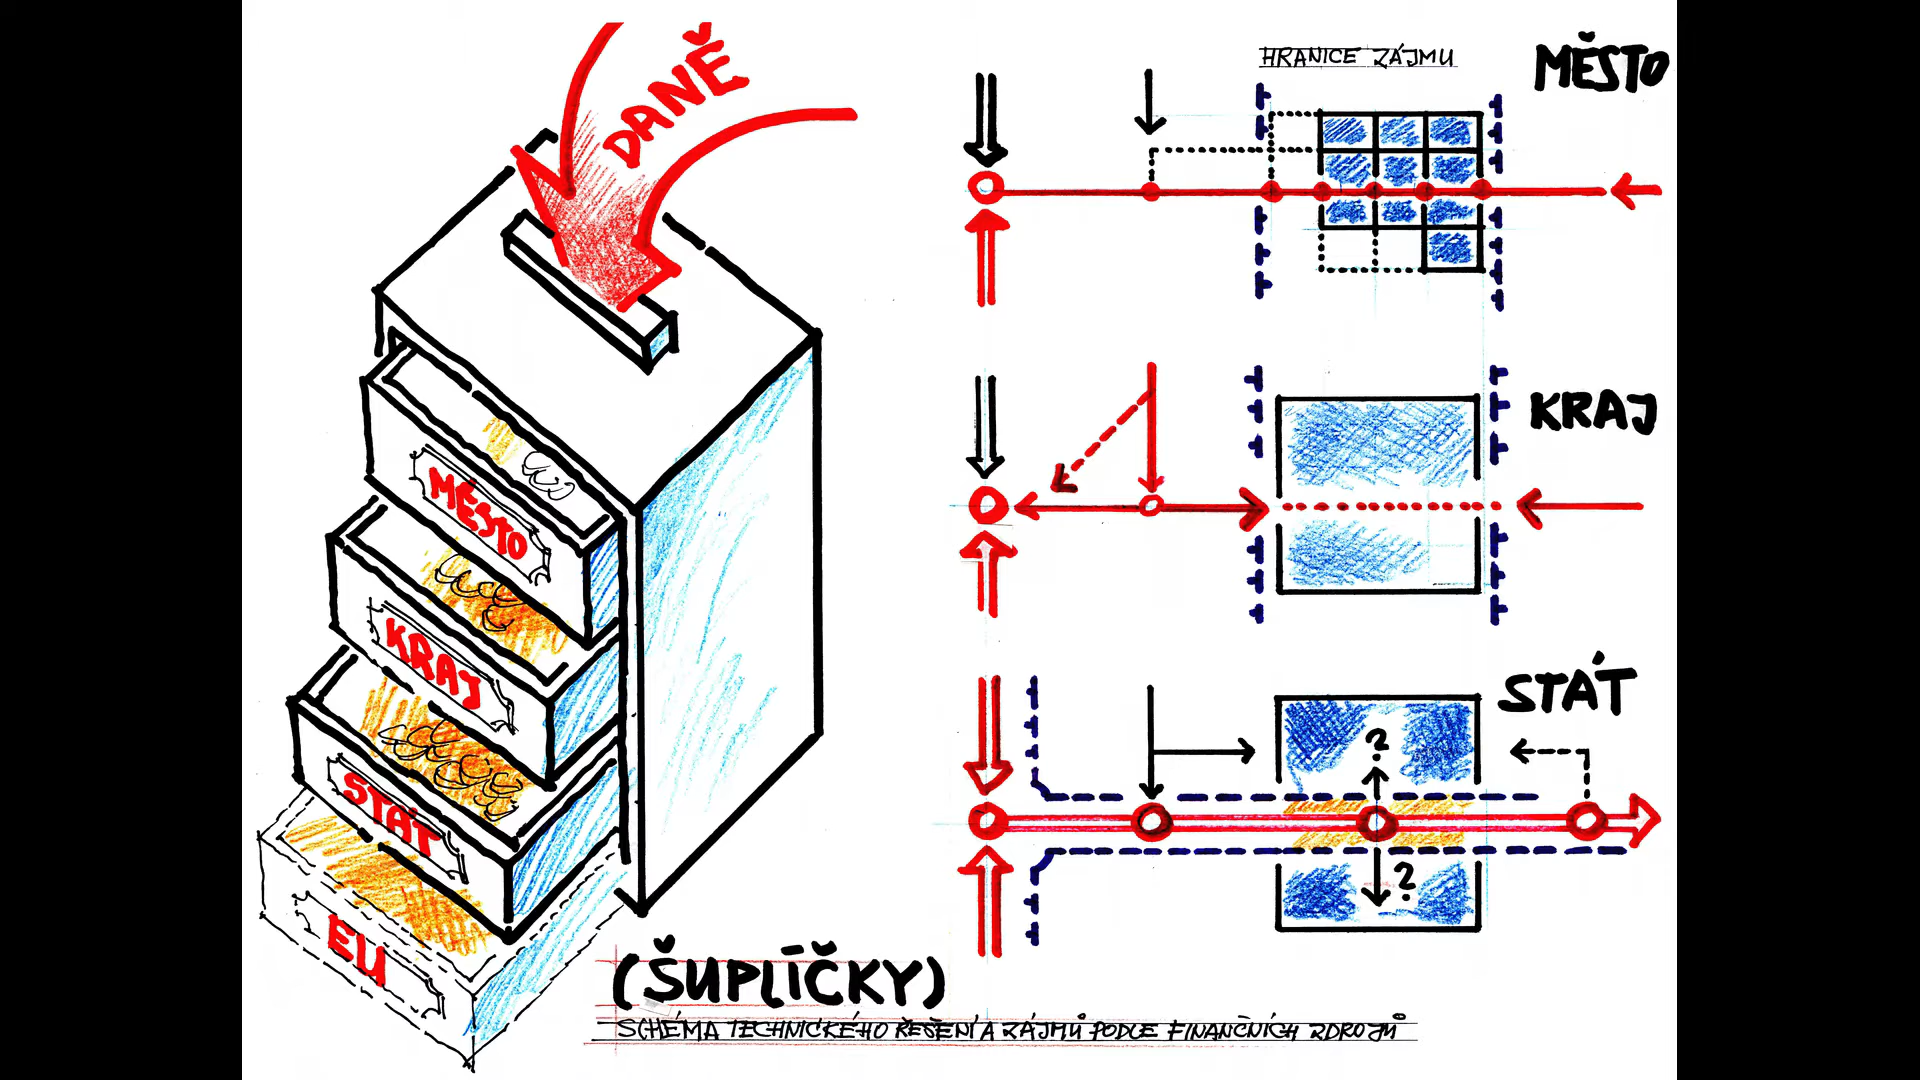 DANĚ
MĚSTO
KRAJ
STÁT
EU
(ŠUPLÍČKY)
SCHÉMA TECHNICKÉHO ŘEŠENÍ A ZÁJMŮ PODLE FINANČNÍCH ZDROJŮ
HRANICE ZÁJMU
MĚSTO
KRAJ
STÁT
?
?